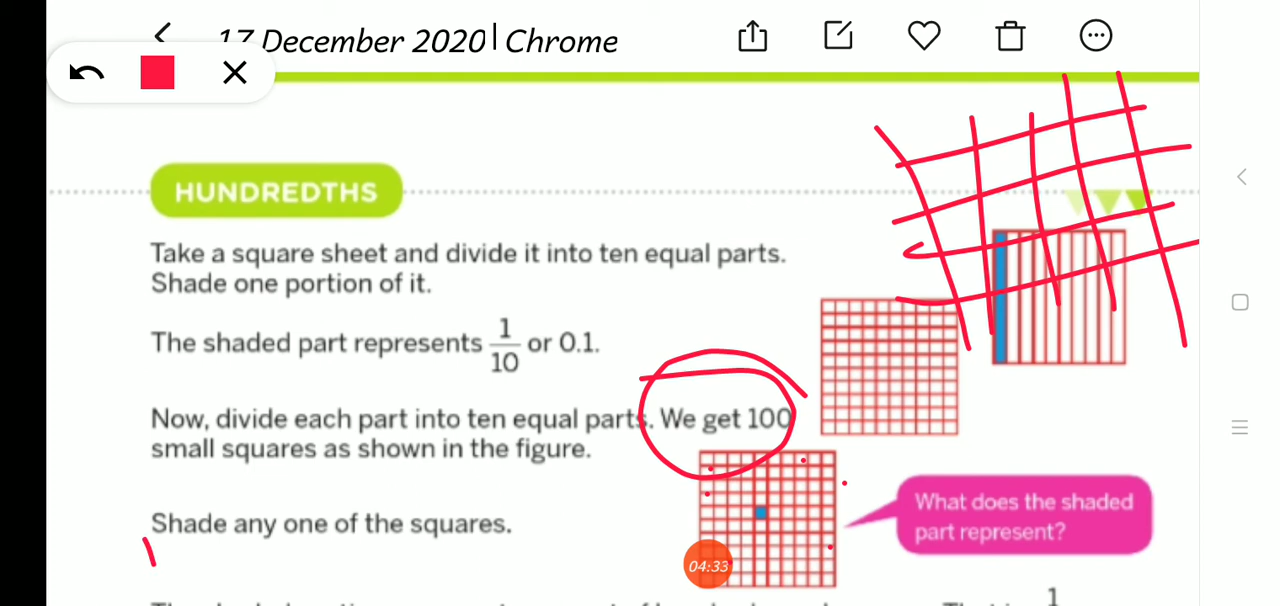 17 December 2020 | Chrome
HUNDREDTHS
Take a square sheet and divide it into ten equal parts.
Shade one portion of it.
The shaded part represents 1/10 or 0.1.
Now, divide each part into ten equal parts. We get 100
small squares as shown in the figure.
Shade any one of the squares.
What does the shaded
part represent?
04:33